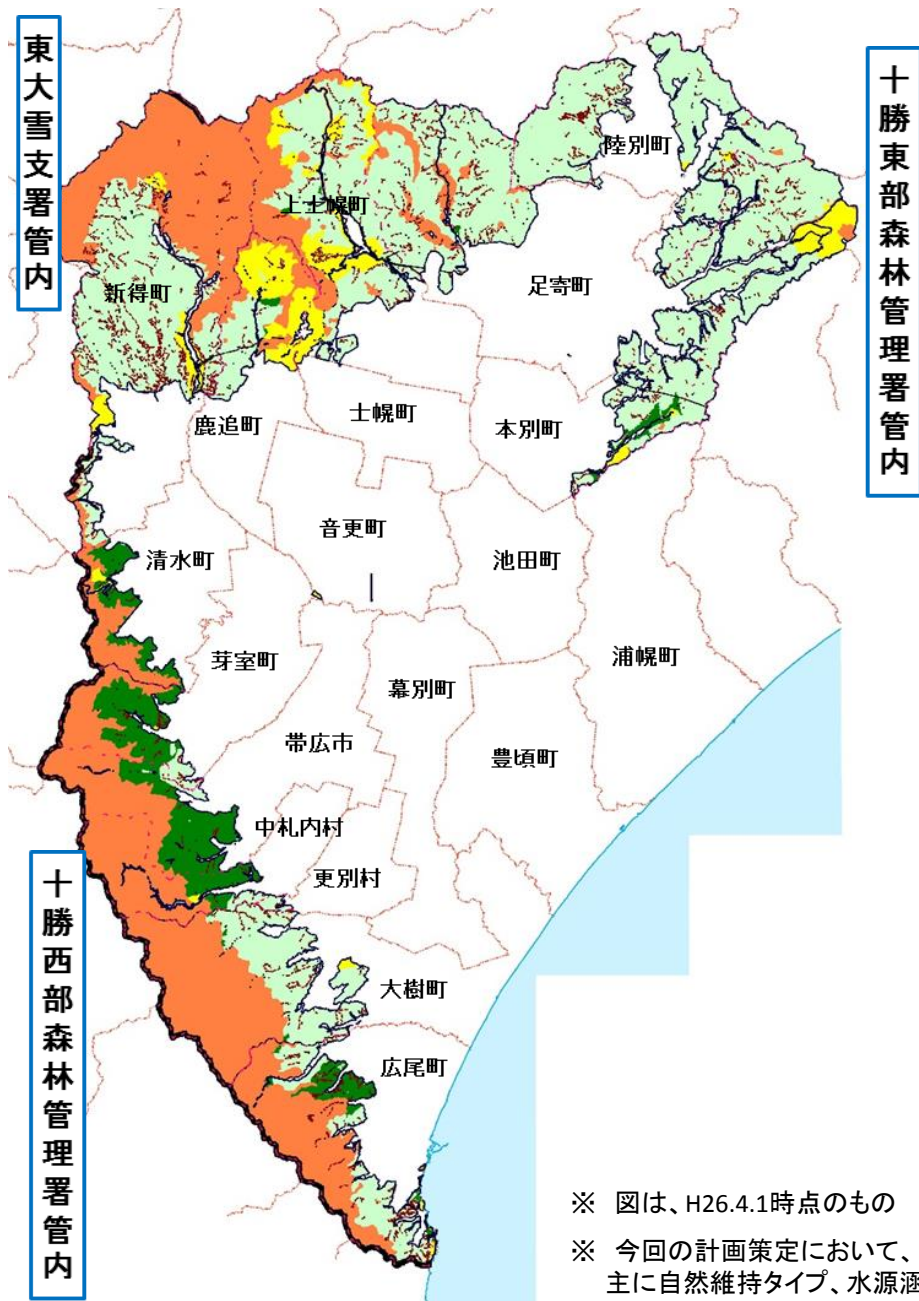 東大雪支署管内
十勝東部森林管理署管内
陸別町
上士幌町
足寄町
新得町
鹿追町
士幌町
本別町
音更町
池田町
清水町
芽室町
幕別町
浦幌町
帯広市
豊頃町
中札内村
更別村
十勝西部森林管理署管内
大樹町
広尾町
※ 図は、H26.4.1時点のもの
※ 今回の計画策定において、
主に自然維持タイプ、水源涵